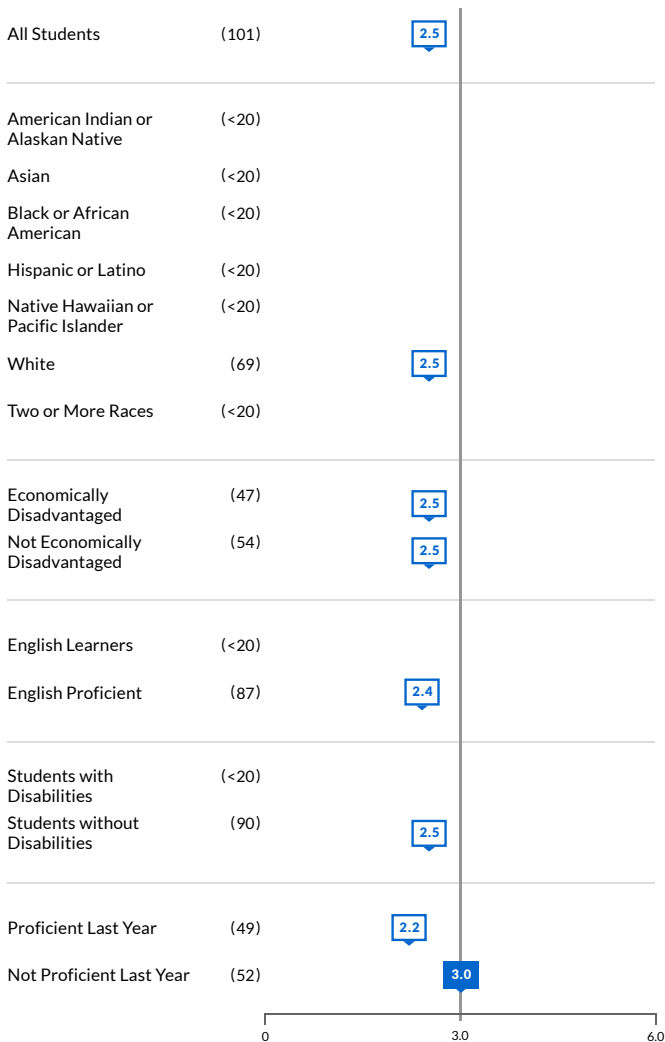 All Students (101) 2.5
American Indian or (<20)
Alaskan Native
Asian (<20)
Black or African (<20)
American
Hispanic or Latino (<20)
Native Hawaiian or (<20)
Pacific Islander
White (69) 2.5
Two or More Races (<20)
Economically (47) 2.5
Disadvantaged
Not Economically (54) 2.5
Disadvantaged
English Learners (<20)
English Proficient (87) 2.4
Students with (<20)
Disabilities
Students without (90) 2.5
Disabilities
Proficient Last Year (49) 2.2
Not Proficient Last Year (52) 3.0
0 3.0 6.0